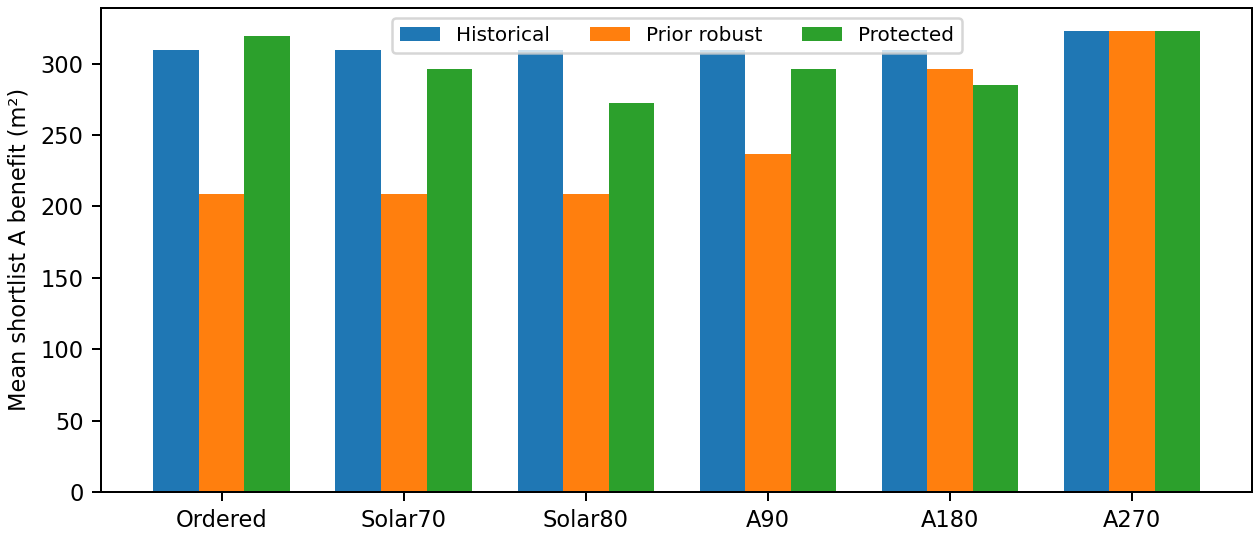 Historical Prior robust Protected
Mean shortlist A benefit (m²)
300
250
200
150
100
50
0
Ordered Solar70 Solar80 A90 A180 A270